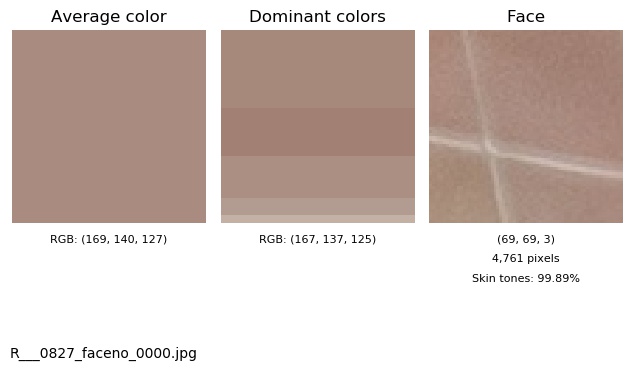 Average color
Dominant colors
Face
RGB: (169, 140, 127)
RGB: (167, 137, 125)
(69, 69, 3)
4,761 pixels
Skin tones: 99.89%
R___0827_faceno_0000.jpg